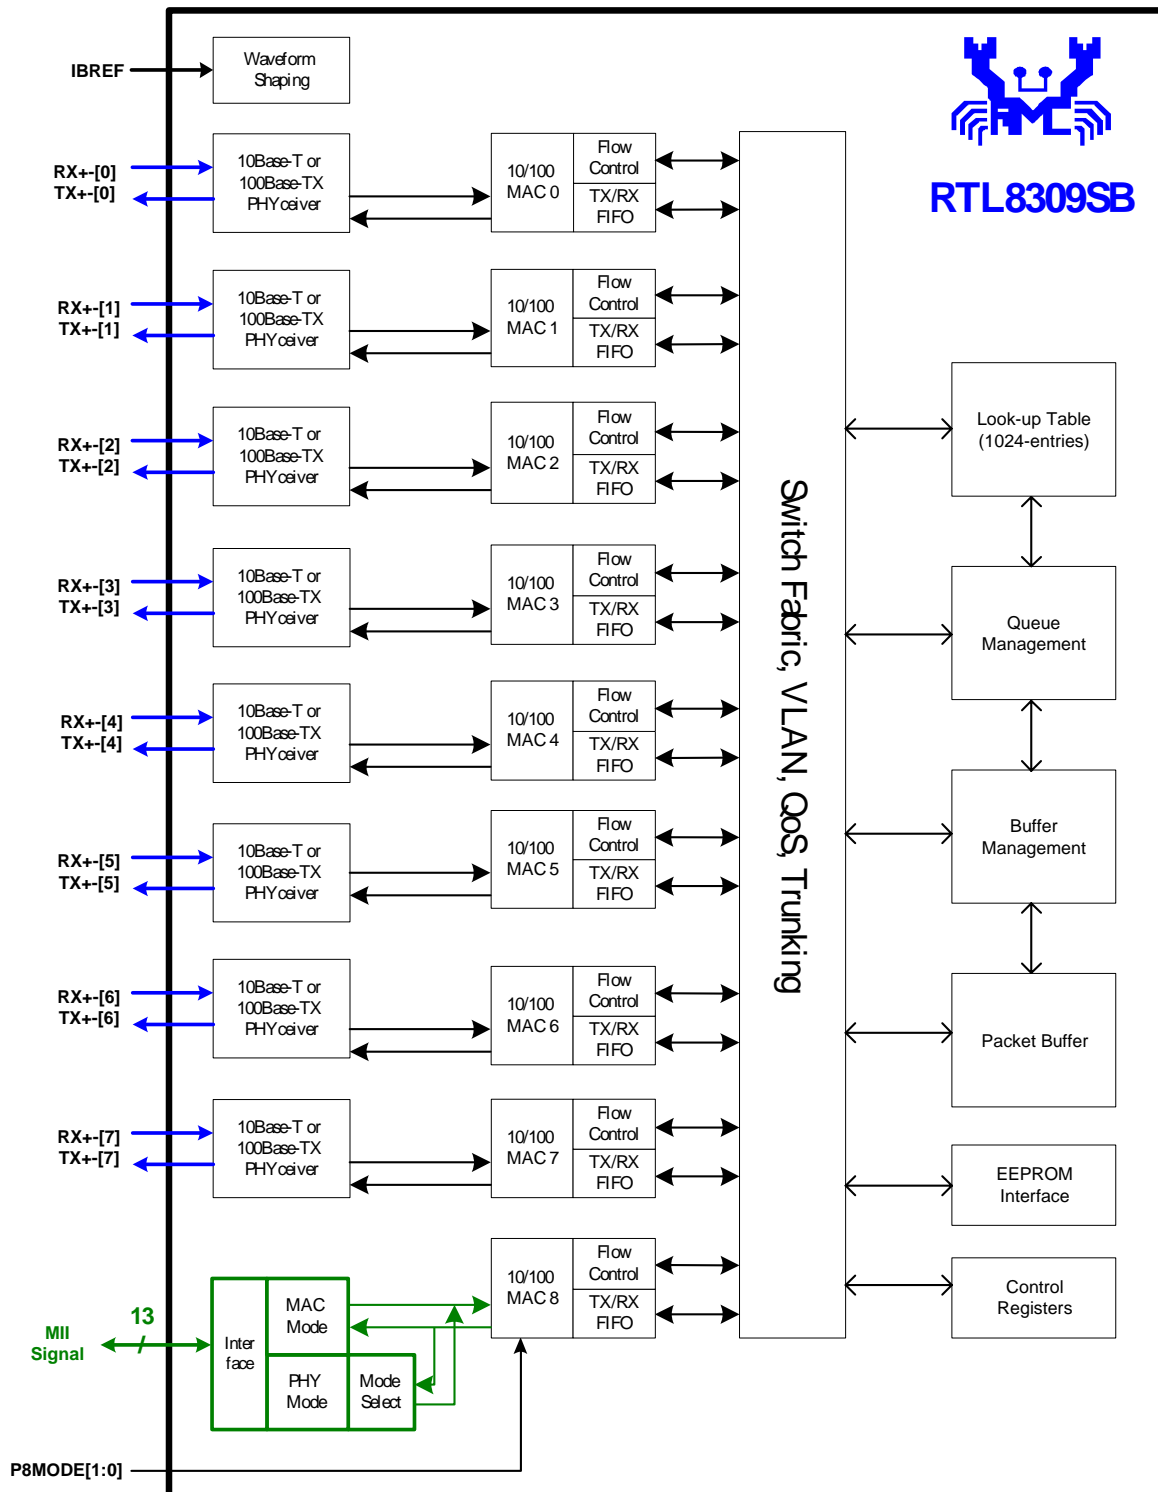 IBREF
Waveform
Shaping
RMC
RTL8309SB
RX+-[0]
TX+-[0]
10Base-T or
100Base-TX
PHYceiver
10/100
MAC 0
Flow
Control
TX/RX
FIFO
RX+-[1]
TX+-[1]
10Base-T or
100Base-TX
PHYceiver
10/100
MAC 1
Flow
Control
TX/RX
FIFO
RX+-[2]
TX+-[2]
10Base-T or
100Base-TX
PHYceiver
10/100
MAC 2
Flow
Control
TX/RX
FIFO
RX+-[3]
TX+-[3]
10Base-T or
100Base-TX
PHYceiver
10/100
MAC 3
Flow
Control
TX/RX
FIFO
RX+-[4]
TX+-[4]
10Base-T or
100Base-TX
PHYceiver
10/100
MAC 4
Flow
Control
TX/RX
FIFO
RX+-[5]
TX+-[5]
10Base-T or
100Base-TX
PHYceiver
10/100
MAC 5
Flow
Control
TX/RX
FIFO
RX+-[6]
TX+-[6]
10Base-T or
100Base-TX
PHYceiver
10/100
MAC 6
Flow
Control
TX/RX
FIFO
RX+-[7]
TX+-[7]
10Base-T or
100Base-TX
PHYceiver
10/100
MAC 7
Flow
Control
TX/RX
FIFO
MII
Signal
13
Inter
face
MAC
Mode
PHY
Mode
Mode
Select
10/100
MAC 8
Flow
Control
TX/RX
FIFO
P8MODE[1:0]
Switch Fabric, VLAN, QoS, Trunking
Look-up Table
(1024-entries)
Queue
Management
Buffer
Management
Packet Buffer
EEPROM
Interface
Control
Registers